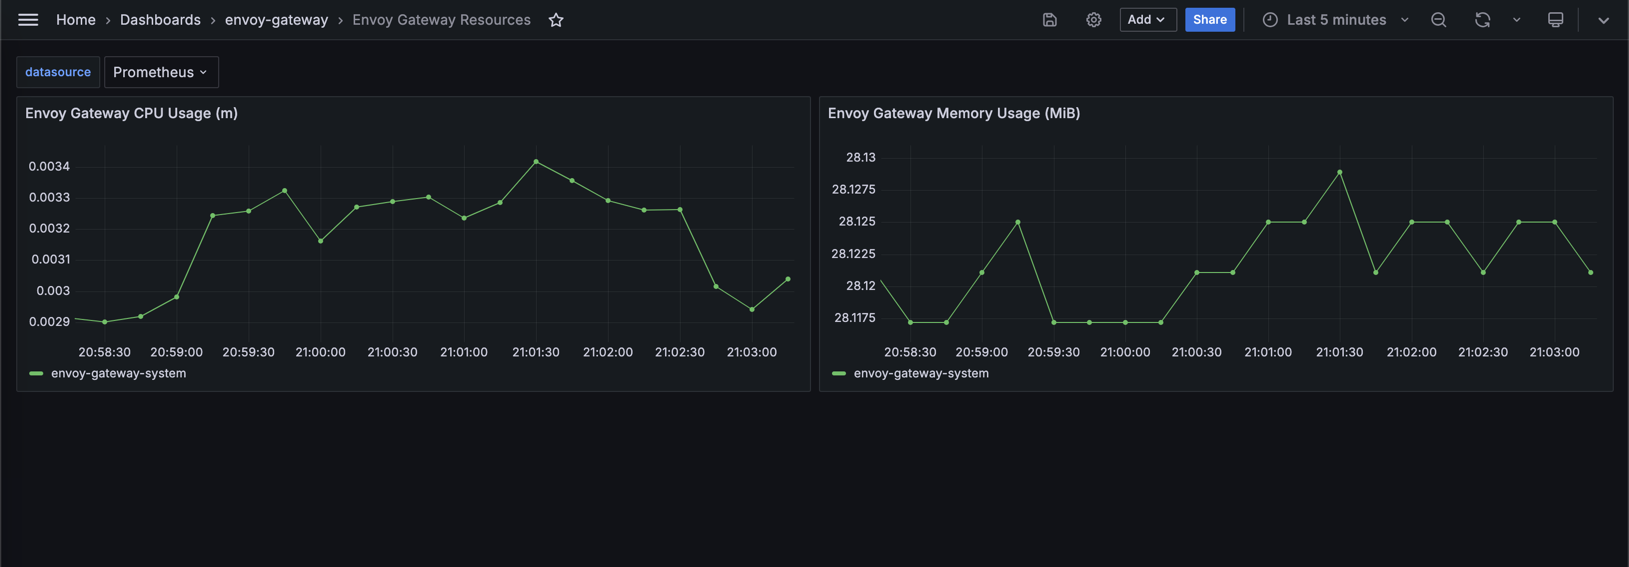 Home › Dashboards › envoy-gateway › Envoy Gateway Resources
Add
Share
Last 5 minutes
datasource
Prometheus
Envoy Gateway CPU Usage (m)
0.0034
0.0033
0.0032
0.0031
0.003
0.0029
20:58:30 20:59:00 20:59:30 21:00:00 21:00:30 21:01:00 21:01:30 21:02:00 21:02:30 21:03:00
envoy-gateway-system
Envoy Gateway Memory Usage (MiB)
28.13
28.1275
28.125
28.1225
28.12
28.1175
20:58:30 20:59:00 20:59:30 21:00:00 21:00:30 21:01:00 21:01:30 21:02:00 21:02:30 21:03:00
envoy-gateway-system